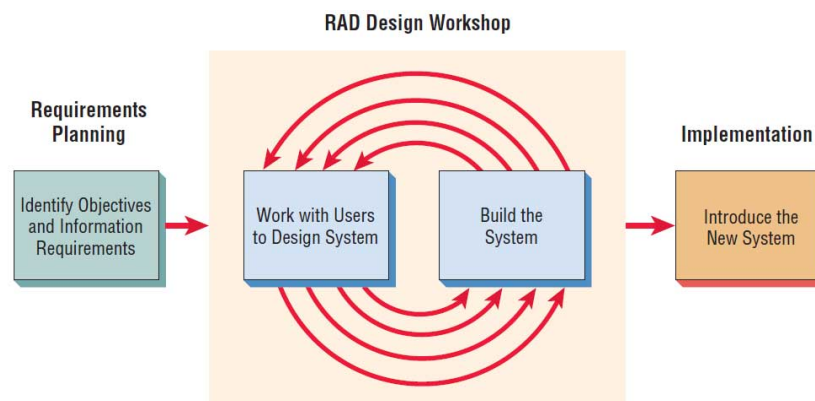 RAD Design Workshop
Requirements
Planning
Identify Objectives
and Information
Requirements
Work with Users
to Design System
Build the
System
Implementation
Introduce the
New System